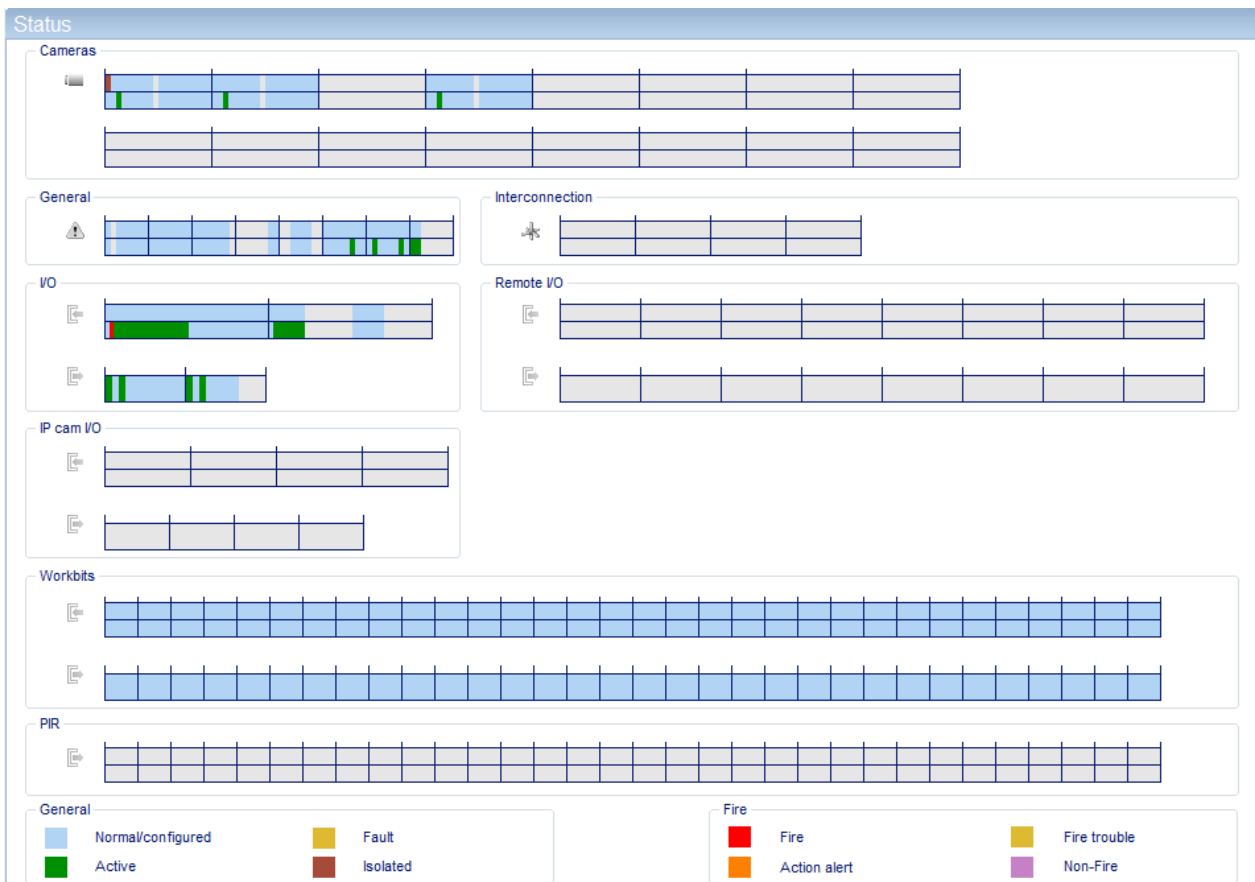 Status
Cameras
General
Interconnection
I/O
Remote I/O
IP cam I/O
Workbits
PIR
General
Fire
Normal/configured
Fault
Fire
Fire trouble
Active
Isolated
Action alert
Non-Fire